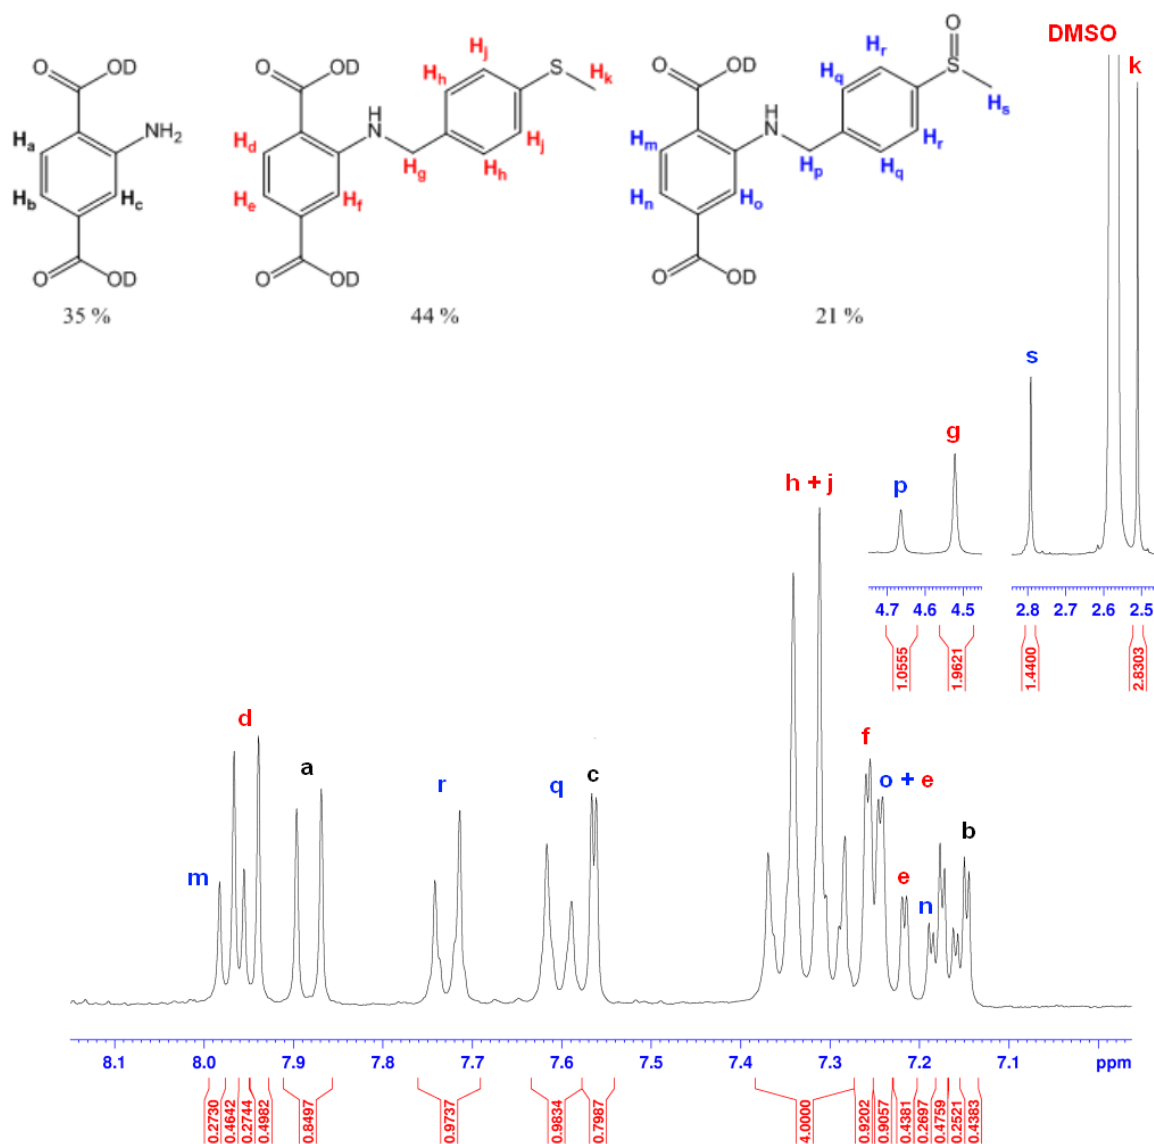 O OD O OD O OD O
NH2 H N S H N S
Ha Hb Hc
Hd He Hf Hg Hh Hh Hj Hj Hk
Hm Hn Ho Hp Hq Hq Hr Hr Hs
O OD O OD O OD
35 % 44 % 21 %
DMSO
k
s
g
p
h + j
4.7 4.6 4.5 2.8 2.7 2.6 2.5
1.0555 1.9621 1.4400 2.8303
d
f
a
r q c
o + e
b
m
e
n
8.1 8.0 7.9 7.8 7.7 7.6 7.5 7.4 7.3 7.2 7.1 ppm
0.2730 0.4642 0.2744 0.4982 0.8497 0.9737 0.9834 0.7987 4.0000 0.9202 0.9057 0.4381 0.2697 0.4759 0.2521 0.4383